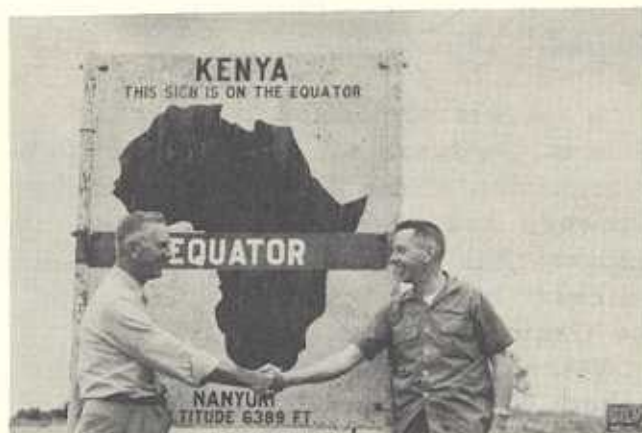 KENYA
THIS SIGN IS ON THE EQUATOR
EQUATOR
NANYUKI
TITUDE 6389 FT.